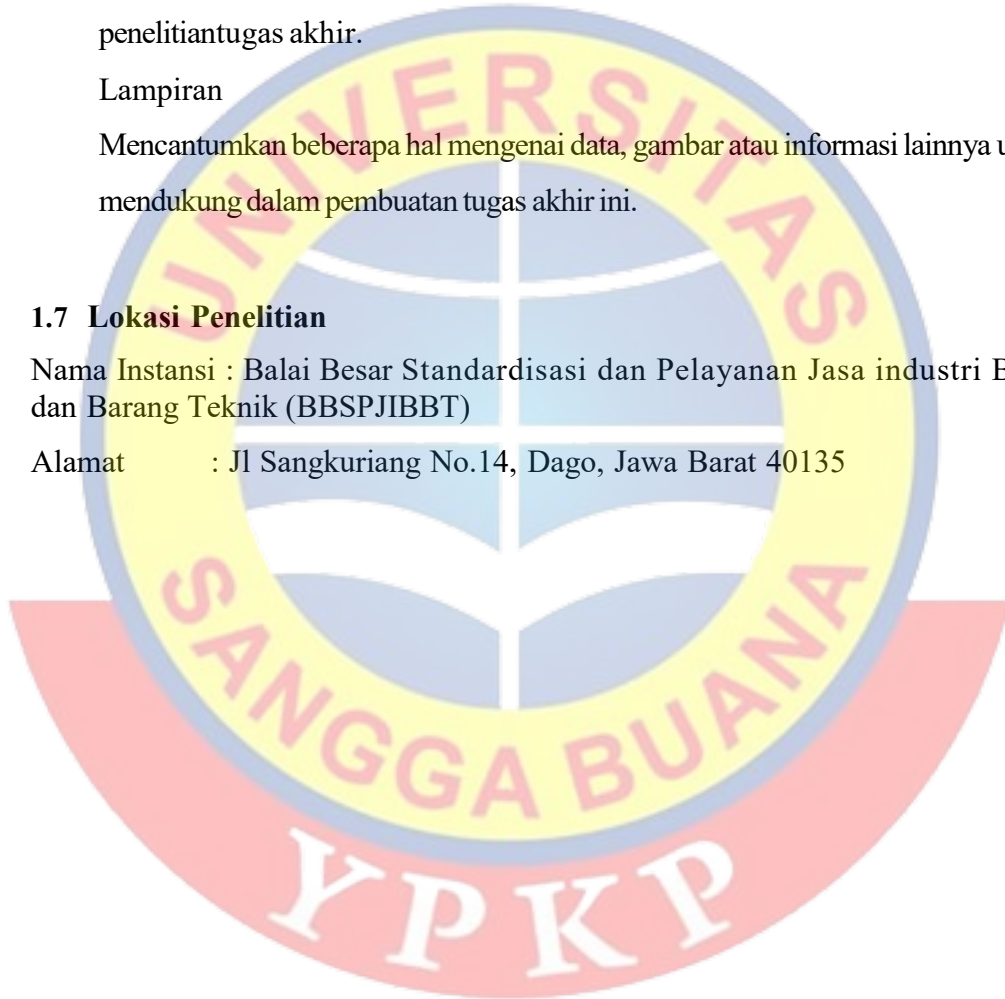 penelitiantugas akhir.
Lampiran
Mencantumkan beberapa hal mengenai data, gambar atau informasi lainnya
mendukung dalam pembuatan tugas akhir ini.
1.7 Lokasi Penelitian
Nama Instansi : Balai Besar Standardisasi dan Pelayanan Jasa industri
dan Barang Teknik (BBSPJIBBT)
Alamat : Jl Sangkuriang No.14, Dago, Jawa Barat 40135
UNIVERSITAS
SANGGA BUANA
YPKP